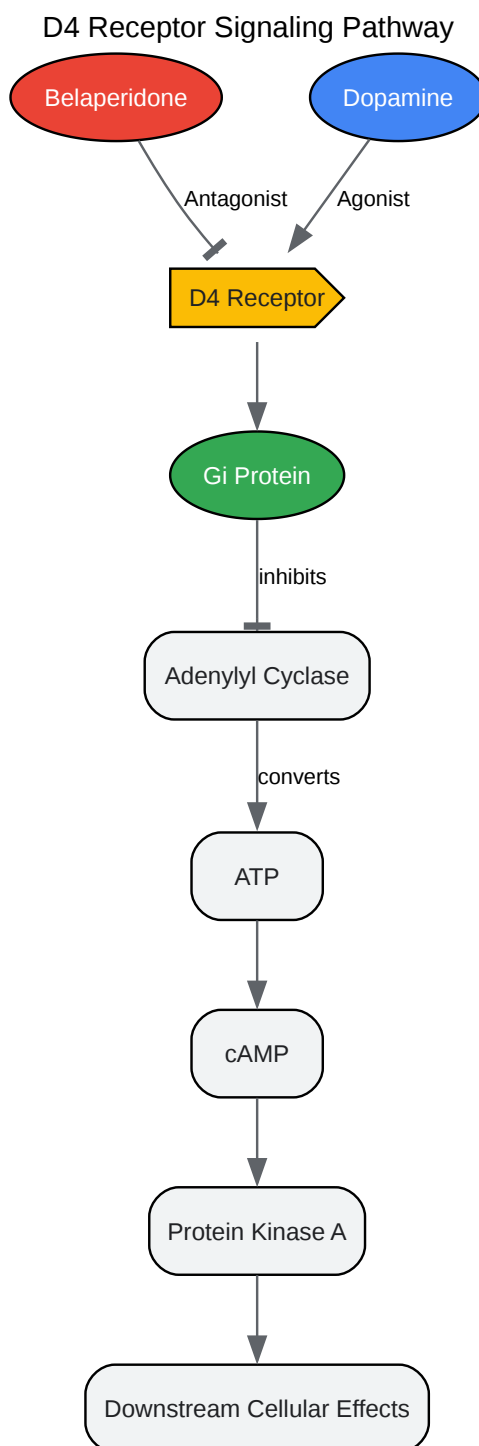 D4 Receptor Signaling Pathway
Belaperidone
Dopamine
Antagonist
Agonist
D4 Receptor
Gi Protein
inhibits
Adenylyl Cyclase
converts
ATP
cAMP
Protein Kinase A
Downstream Cellular Effects